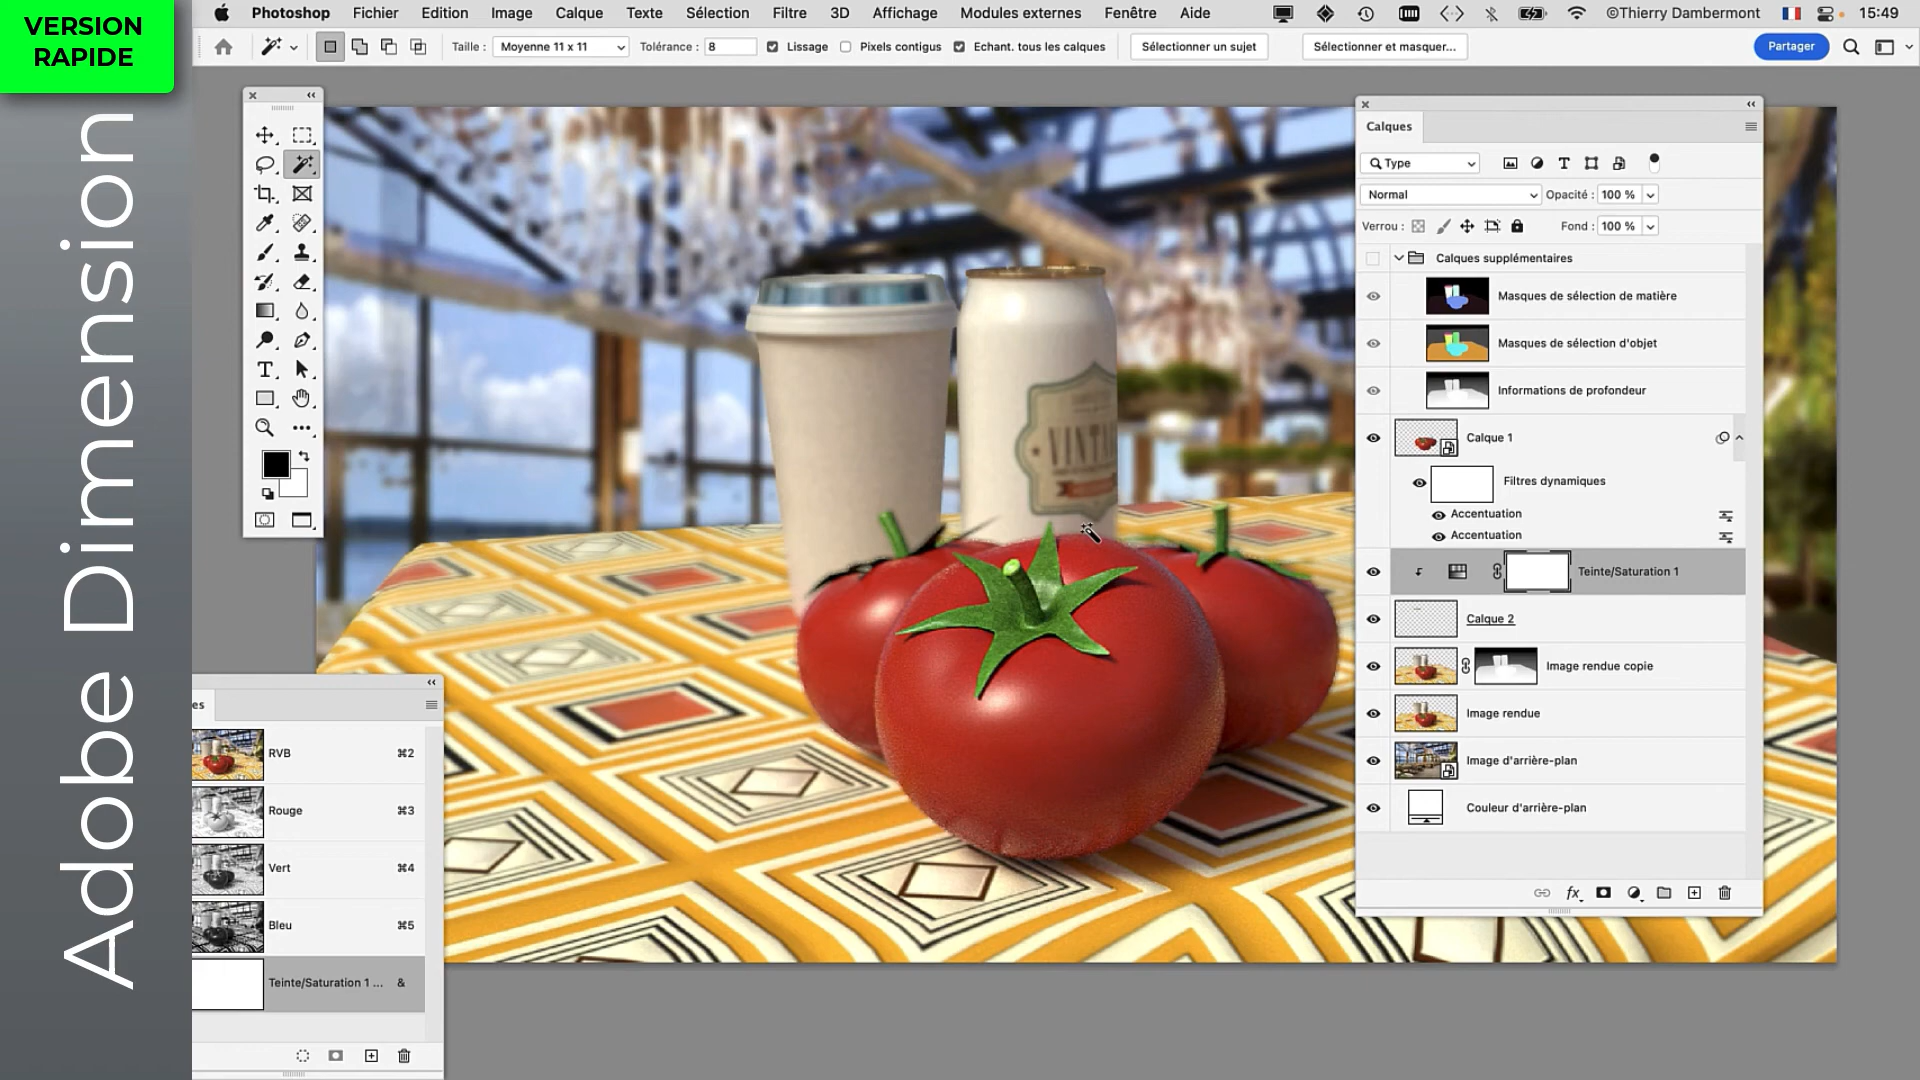 VERSION
RAPIDE
Adobe Dimension
Photoshop Fichier Edition Image Calque Texte Sélection Filtre 3D Affichage Modules externes Fenêtre Aide ©Thierry Dambermont 15:49
Taille : Moyenne 11 x 11 Tolérance : 8 Lissage Pixels contigus Echant. tous les calques Sélectionner un sujet Sélectionner et masquer... Partager
Calques
Type
Normal Opacité : 100 %
Verrou : Fond : 100 %
Calques supplémentaires
Masques de sélection de matière
Masques de sélection d'objet
Informations de profondeur
Calque 1
Filtres dynamiques
Accentuation
Accentuation
Teinte/Saturation 1
Calque 2
Image rendue copie
Image rendue
Image d'arrière-plan
Couleur d'arrière-plan
fx
es
RVB ⌘2
Rouge ⌘3
Vert ⌘4
Bleu ⌘5
Teinte/Saturation 1 ... &